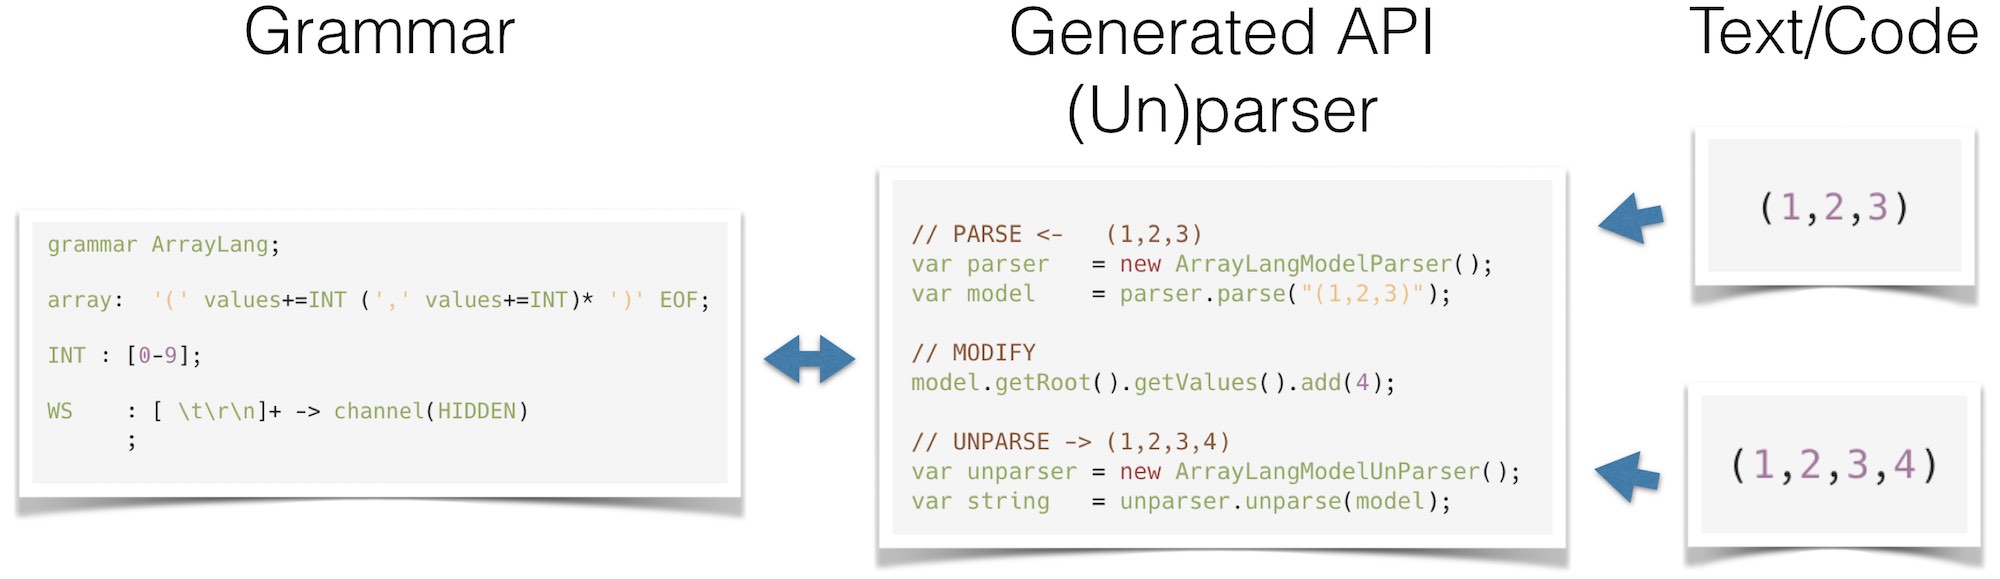 Grammar
grammar ArrayLang;
array:  '(' values+=INT (',' values+=INT)* ')' EOF;
INT : [0-9];
WS    : [ \t\r\n]+ -> channel(HIDDEN)
;
Generated API
(Un)parser
// PARSE <-   (1,2,3)
var parser   = new ArrayLangModelParser();
var model    = parser.parse("(1,2,3)");
// MODIFY
model.getRoot().getValues().add(4);
// UNPARSE -> (1,2,3,4)
var unparser = new ArrayLangModelUnParser();
var string   = unparser.unparse(model);
Text/Code
(1,2,3)
(1,2,3,4)